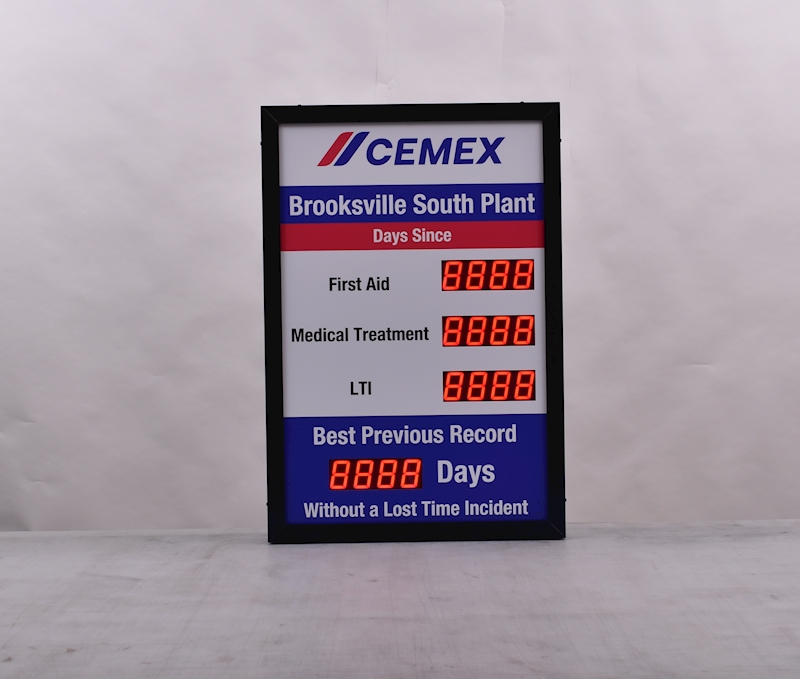 CEMEX
Brooksville South Plant
Days Since
First Aid 8888
Medical Treatment 8888
LTI 8888
Best Previous Record
8888 Days
Without a Lost Time Incident